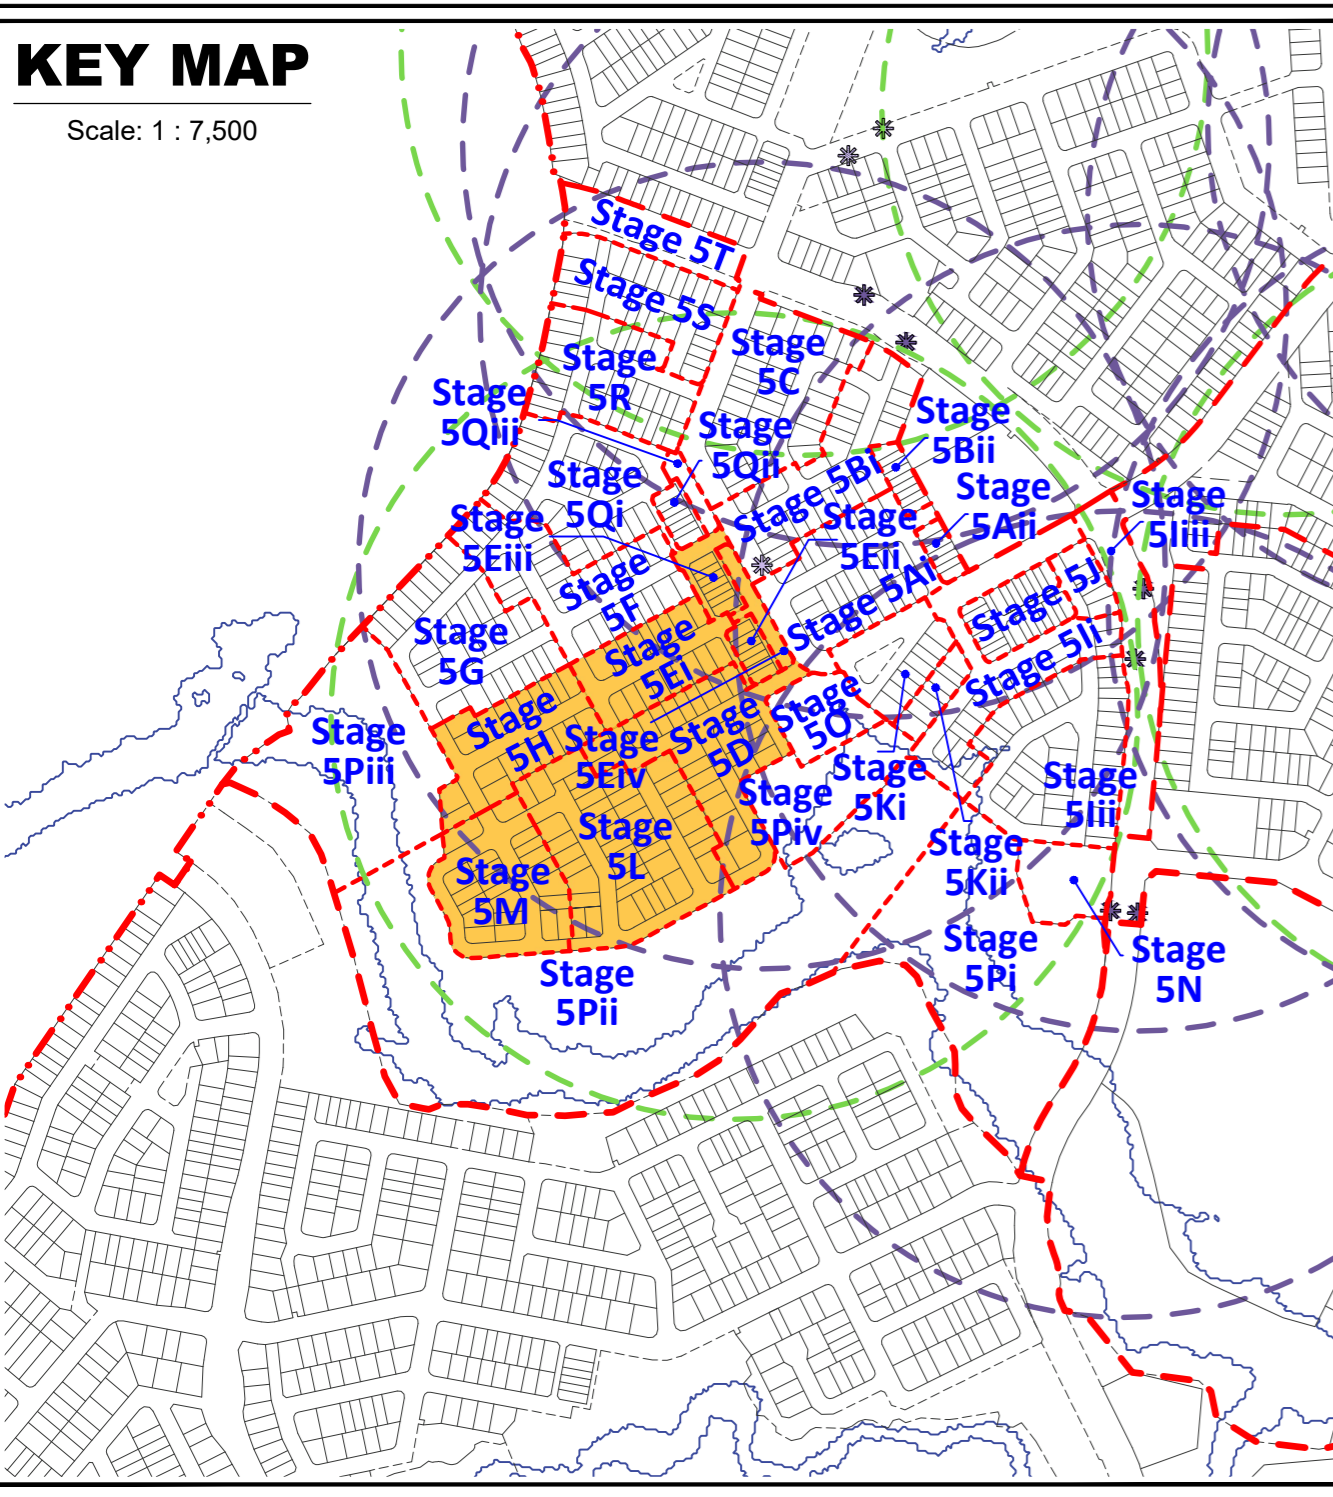 KEY MAP
Scale: 1 : 7,500
Stage 5T
Stage 5S
Stage
5C
Stage
5R
Stage
5Qiii
Stage
5Qii
Stage
5Bii
Stage
5Qi
Stage 5Bi
Stage
5Aii
Stage
5Iiii
Stage
5Eiii
Stage
5Eii
Stage
5F
Stage 5Ai
Stage 5J
Stage
5G
Stage
5Ei
Stage 5Ii
Stage
5Piii
Stage
5H
Stage
5Eiv
Stage
5D
Stage
5O
Stage
5Ki
Stage
5Iii
Stage
5Piv
Stage
5L
Stage
5M
Stage
5Kii
Stage
5Pi
Stage
5N
Stage
5Pii